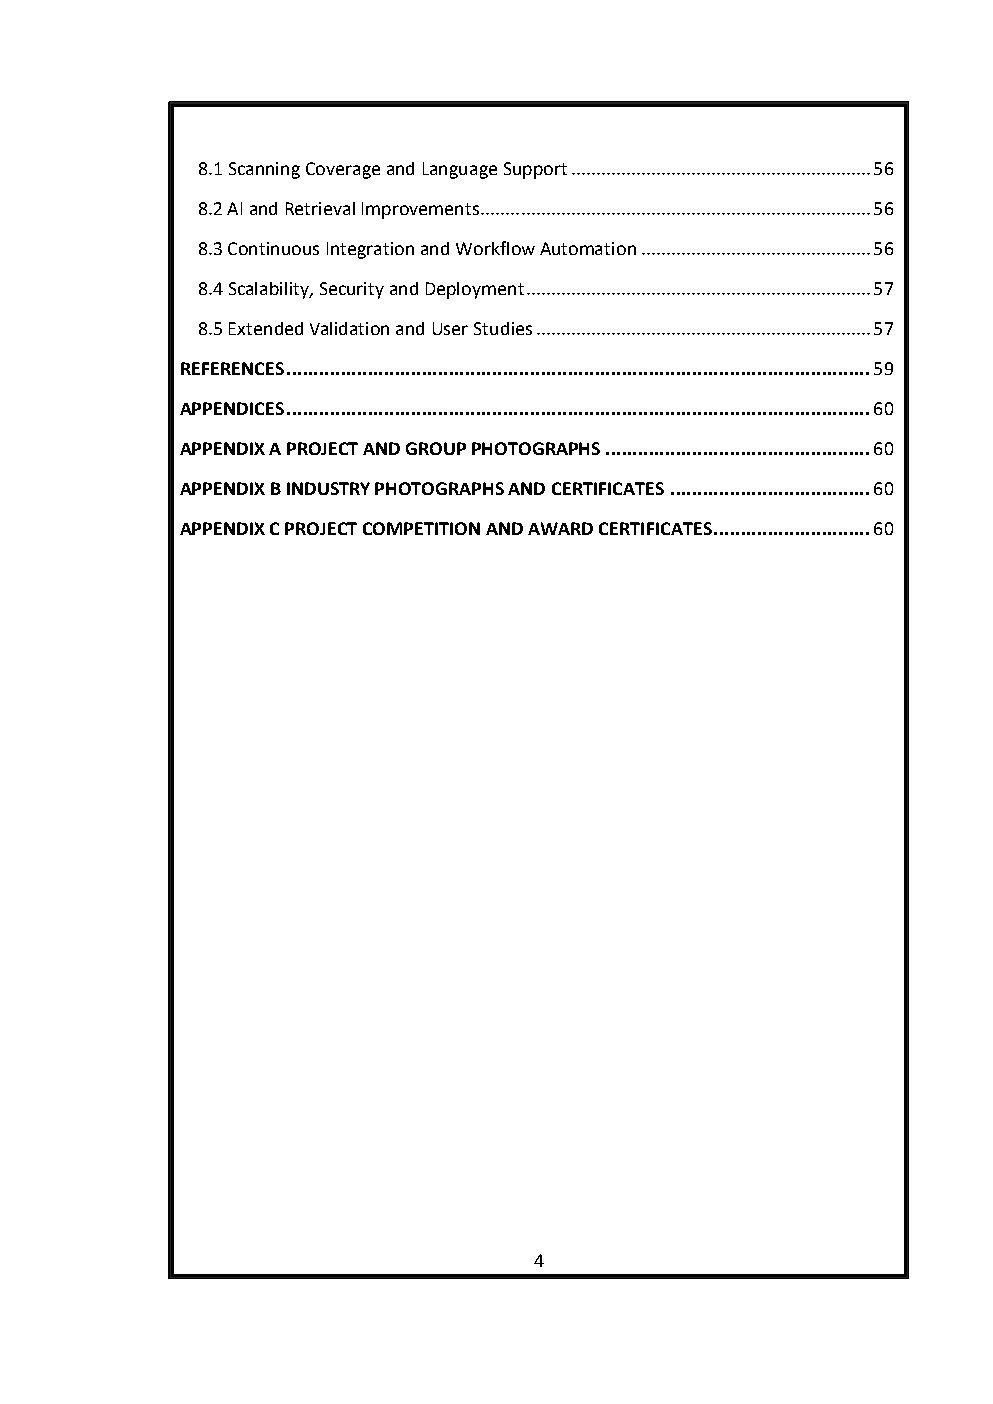 8.1 Scanning Coverage and Language Support ............................................................ 56
8.2 AI and Retrieval Improvements.............................................................................. 56
8.3 Continuous Integration and Workflow Automation .............................................. 56
8.4 Scalability, Security and Deployment..................................................................... 57
8.5 Extended Validation and User Studies ................................................................... 57
REFERENCES............................................................................................................ 59
APPENDICES............................................................................................................ 60
APPENDIX A PROJECT AND GROUP PHOTOGRAPHS ................................................. 60
APPENDIX B INDUSTRY PHOTOGRAPHS AND CERTIFICATES ..................................... 60
APPENDIX C PROJECT COMPETITION AND AWARD CERTIFICATES............................. 60
4